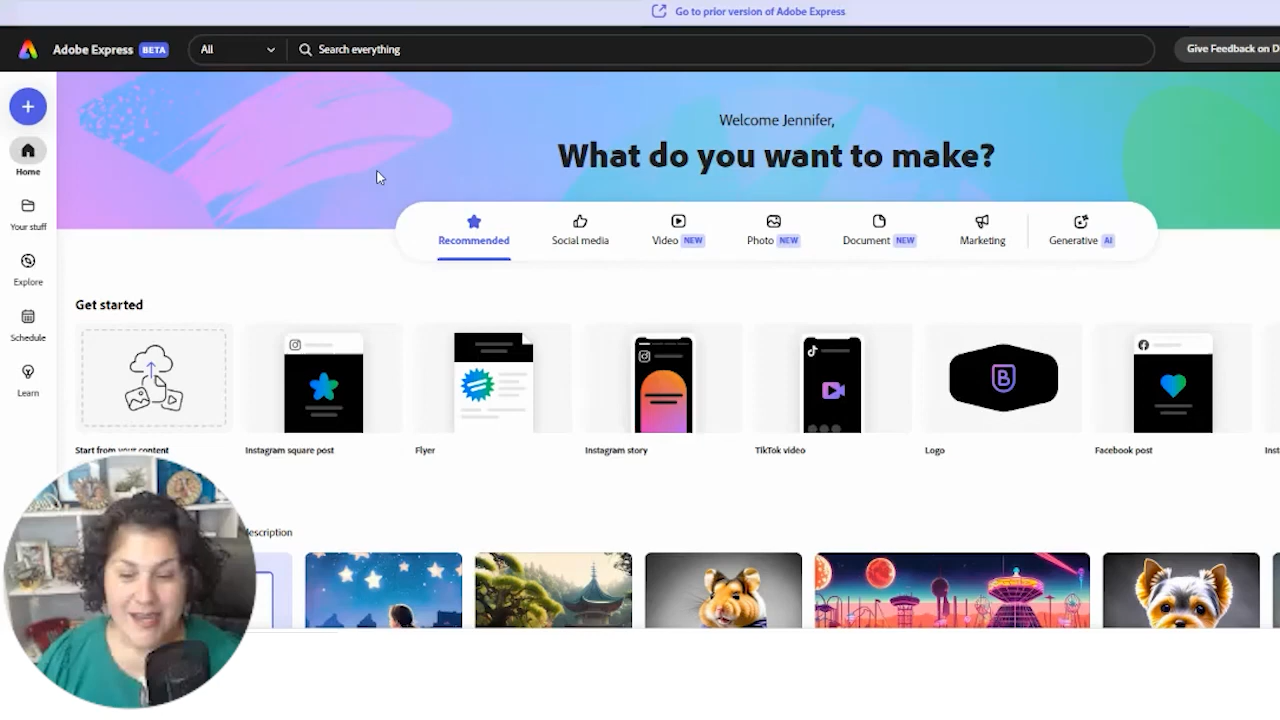 Go to prior version of Adobe Express
Adobe Express BETA
All
Search everything
Give Feedback on D
Home
Your stuff
Explore
Schedule
Learn
Welcome Jennifer,
What do you want to make?
Recommended
Social media
Video NEW
Photo NEW
Document NEW
Marketing
Generative AI
Get started
Start from your content
Instagram square post
Flyer
Instagram story
TikTok video
B
Logo
Facebook post
Inst
description